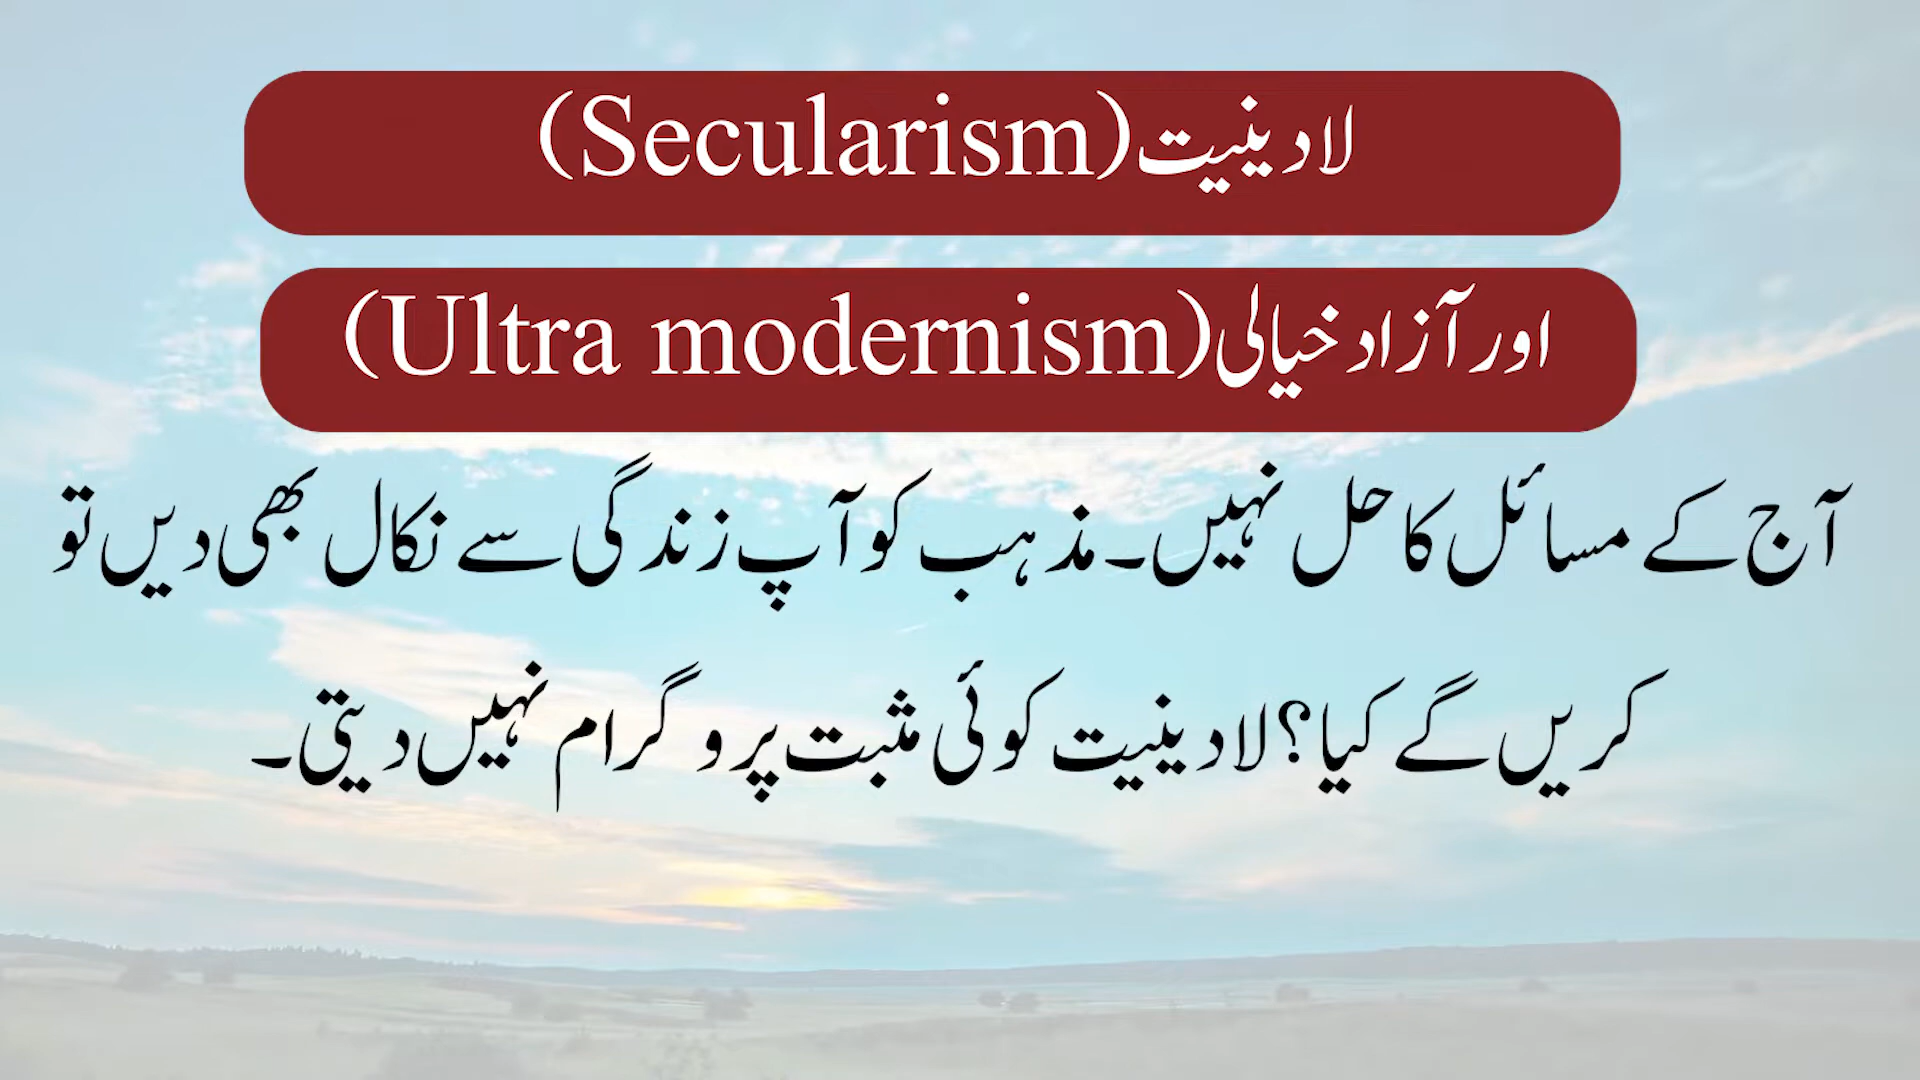 لادینیت(Secularism)
اور آزاد خیالی(Ultra modernism)
آج کے مسائل کا حل نہیں۔ مذہب کو آپ زندگی سے نکال بھی دیں تو
کریں گے کیا؟ لادینیت کوئی مثبت پروگرام نہیں دیتی۔